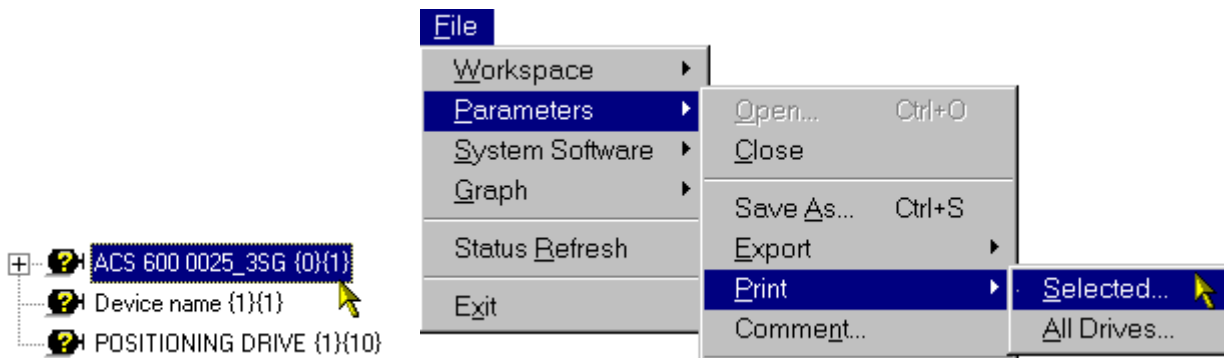 File
Workspace
Parameters
System Software
Graph
Status Refresh
Exit
Open... Ctrl+O
Close
Save As... Ctrl+S
Export
Print
Comment...
Selected...
All Drives...
ACS 600 0025_3SG {0}{1}
Device name {1}{1}
POSITIONING DRIVE {1}{10}